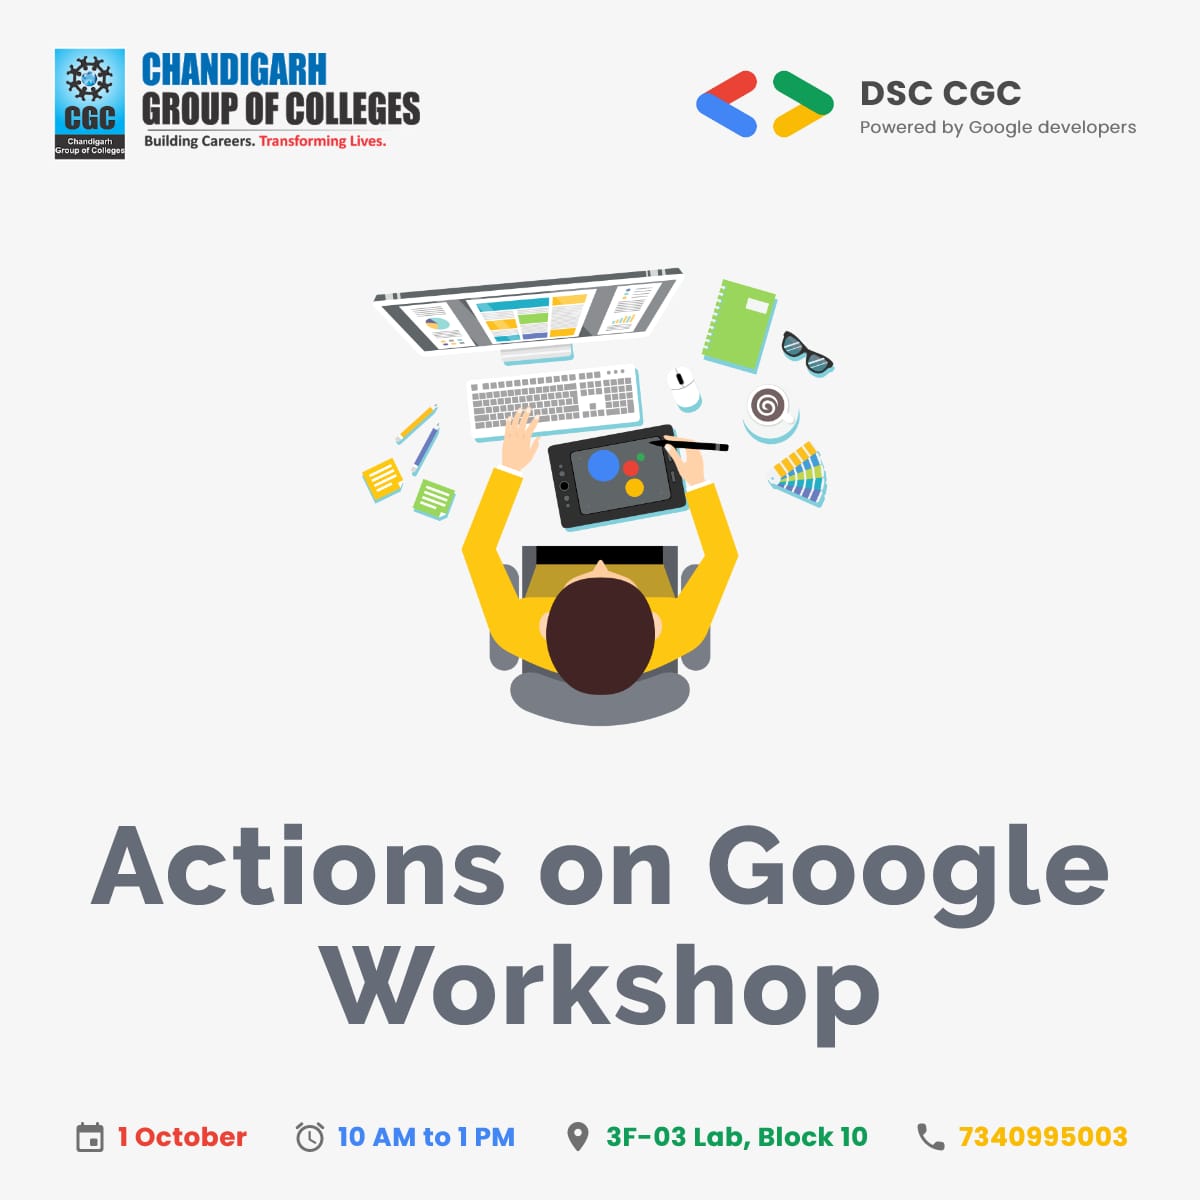 CGC
Chandigarh
Group of Colleges
CHANDIGARH
GROUP OF COLLEGES
Building Careers. Transforming Lives.
DSC CGC
Powered by Google developers
Actions on Google
Workshop
1 October
10 AM to 1 PM
3F-03 Lab, Block 10
7340995003